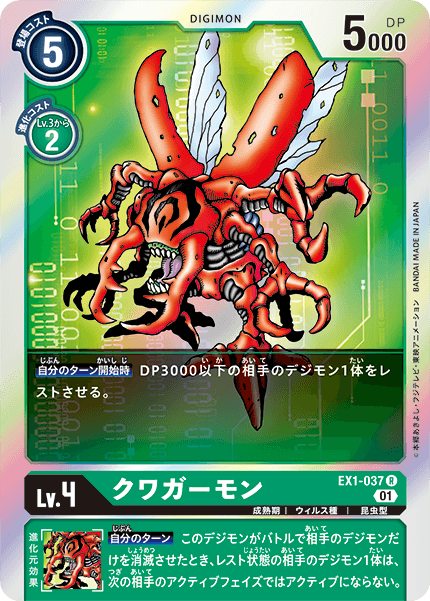 登場コスト
5
DIGIMON
DP
5000
進化コスト
Lv.3から
2
©本郷あきよし・フジテレビ・東映アニメーション BANDAI MADE IN JAPAN
自分のターン開始時 DP3000以下の相手のデジモン1体をレ
ストさせる。
EX1-037 R
01
Lv.4 クワガーモン
成熟期 | ウィルス種 | 昆虫型
進化元効果
自分のターン このデジモンがバトルで相手のデジモンだ
けを消滅させたとき、レスト状態の相手のデジモン1体は、
次の相手のアクティブフェイズではアクティブにならない。